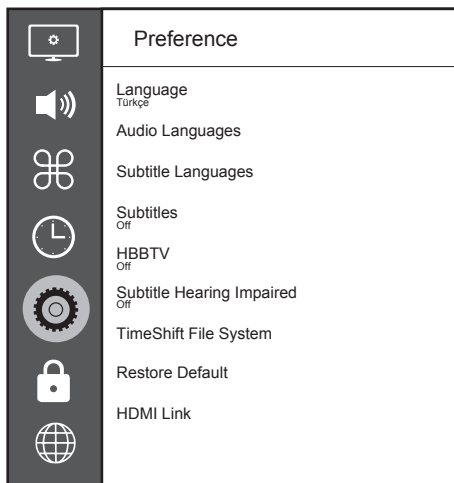 Preference
Language
Türkçe
Audio Languages
Subtitle Languages
Subtitles
Off
HBBTV
Off
Subtitle Hearing Impaired
Off
TimeShift File System
Restore Default
HDMI Link